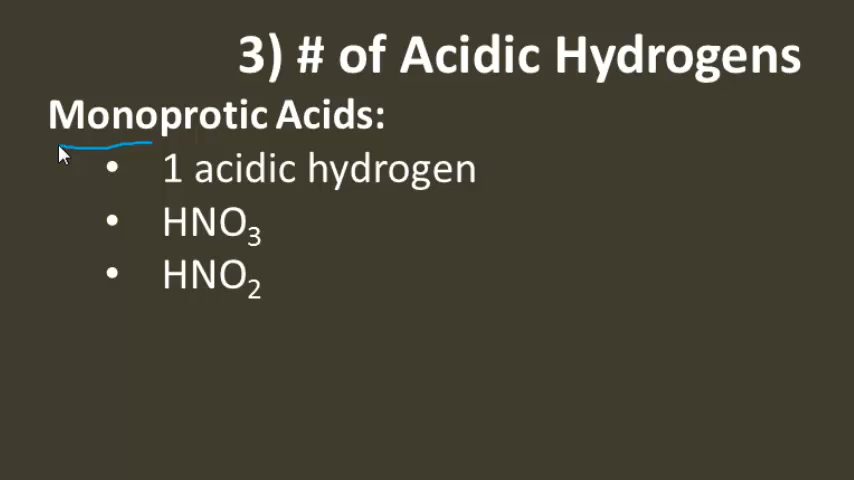 3) # of Acidic Hydrogens
Monoprotic Acids:
• 1 acidic hydrogen
• HNO₃
• HNO₂